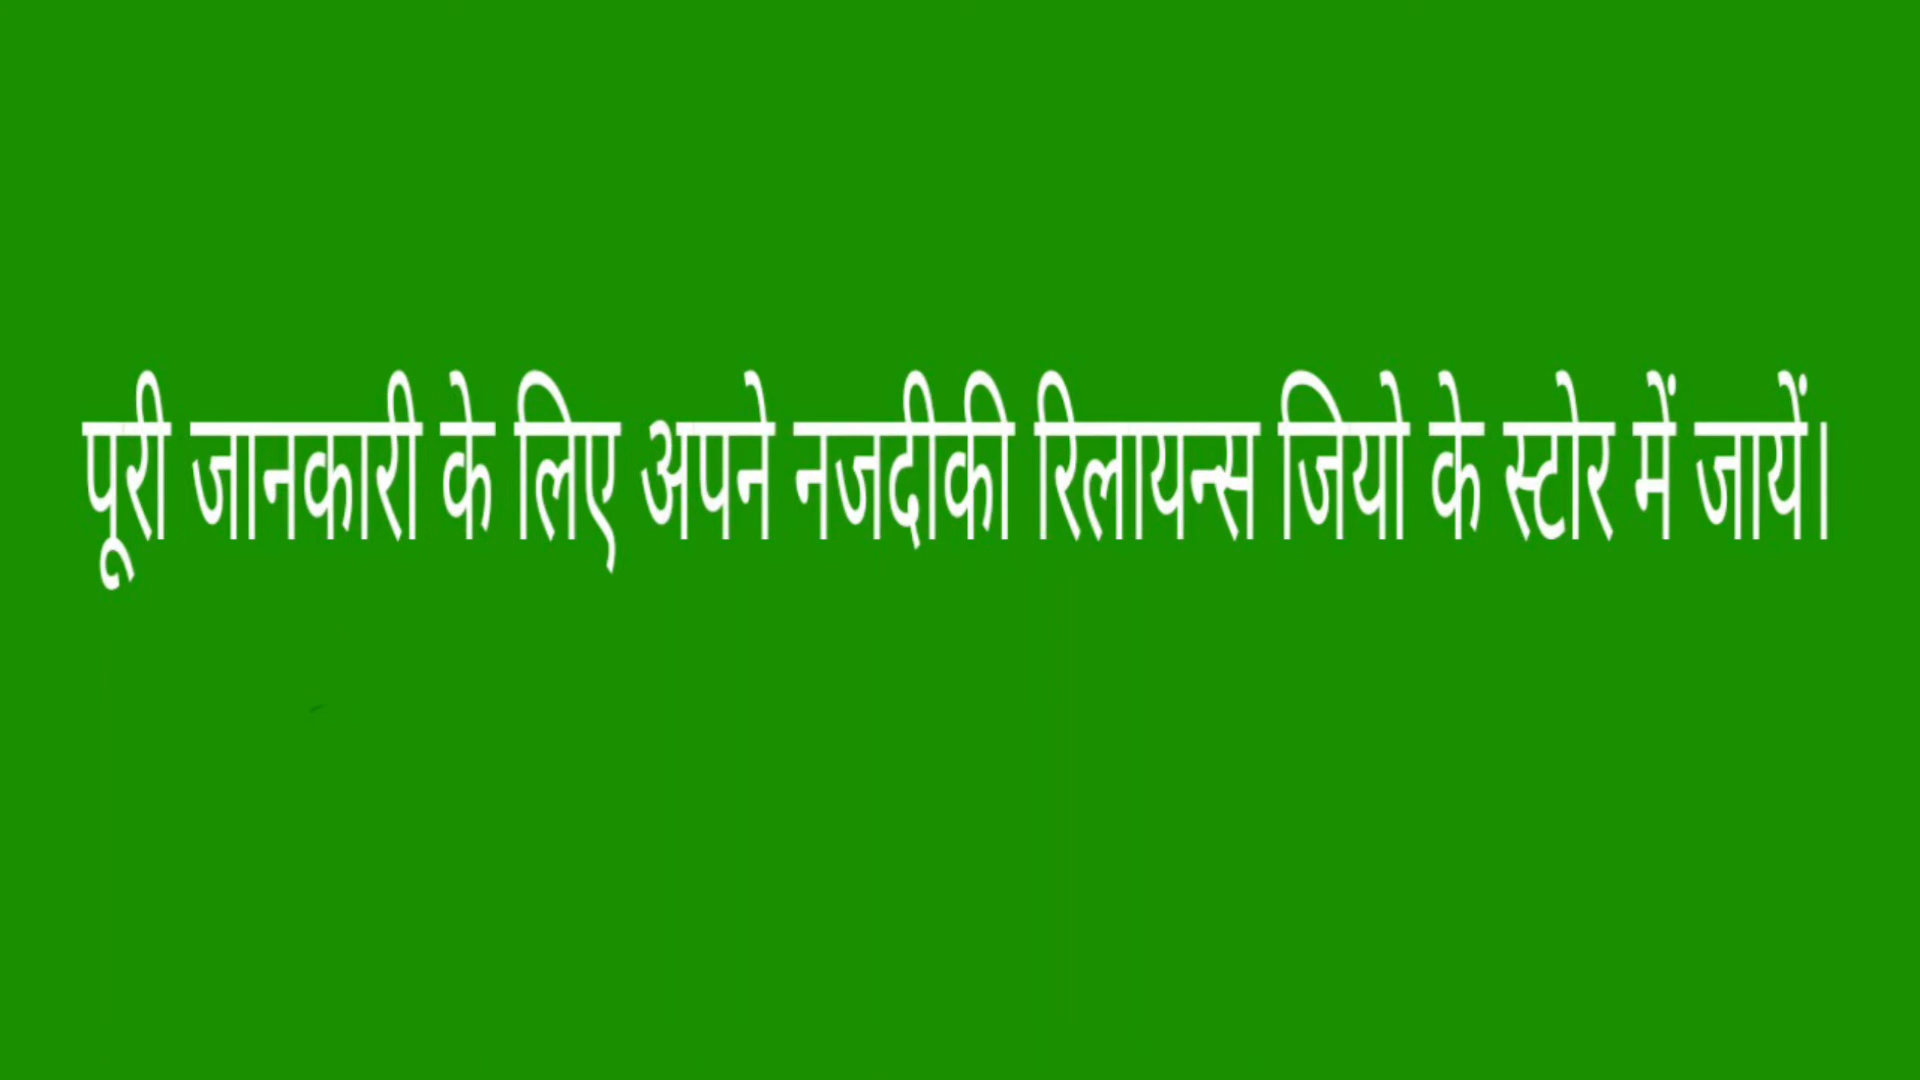 पूरी जानकारी के लिए अपने नजदीकी रिलायन्स जियो के स्टोर में जायें।